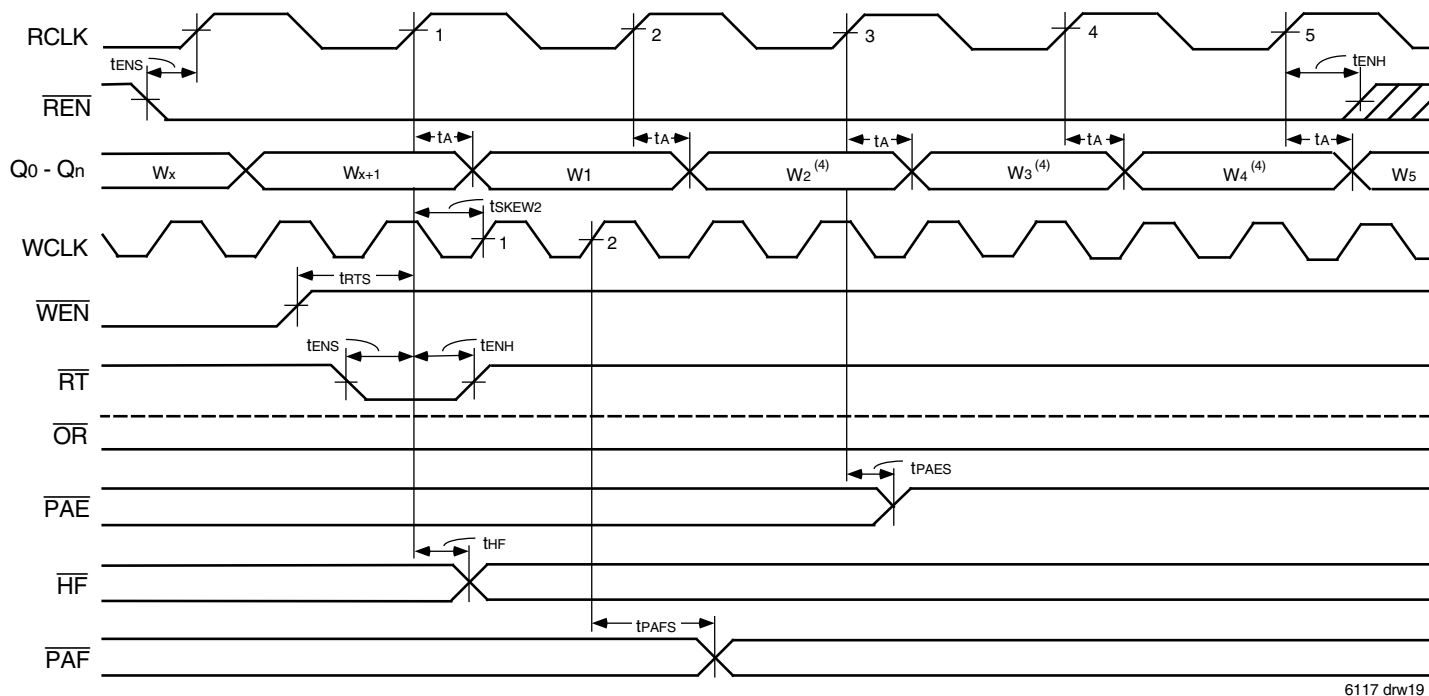 RCLK 1 2 3 4 5
tENS tENH
REN
tA tA tA tA tA
Q0 - Qn Wx Wx+1 W1 W2 (4) W3 (4) W4 (4) W5
tSKEW2
WCLK 1 2
tRTS
WEN
tENS tENH
RT
OR
tPAES
PAE
tHF
HF
tPAFS
PAF
6117 drw19